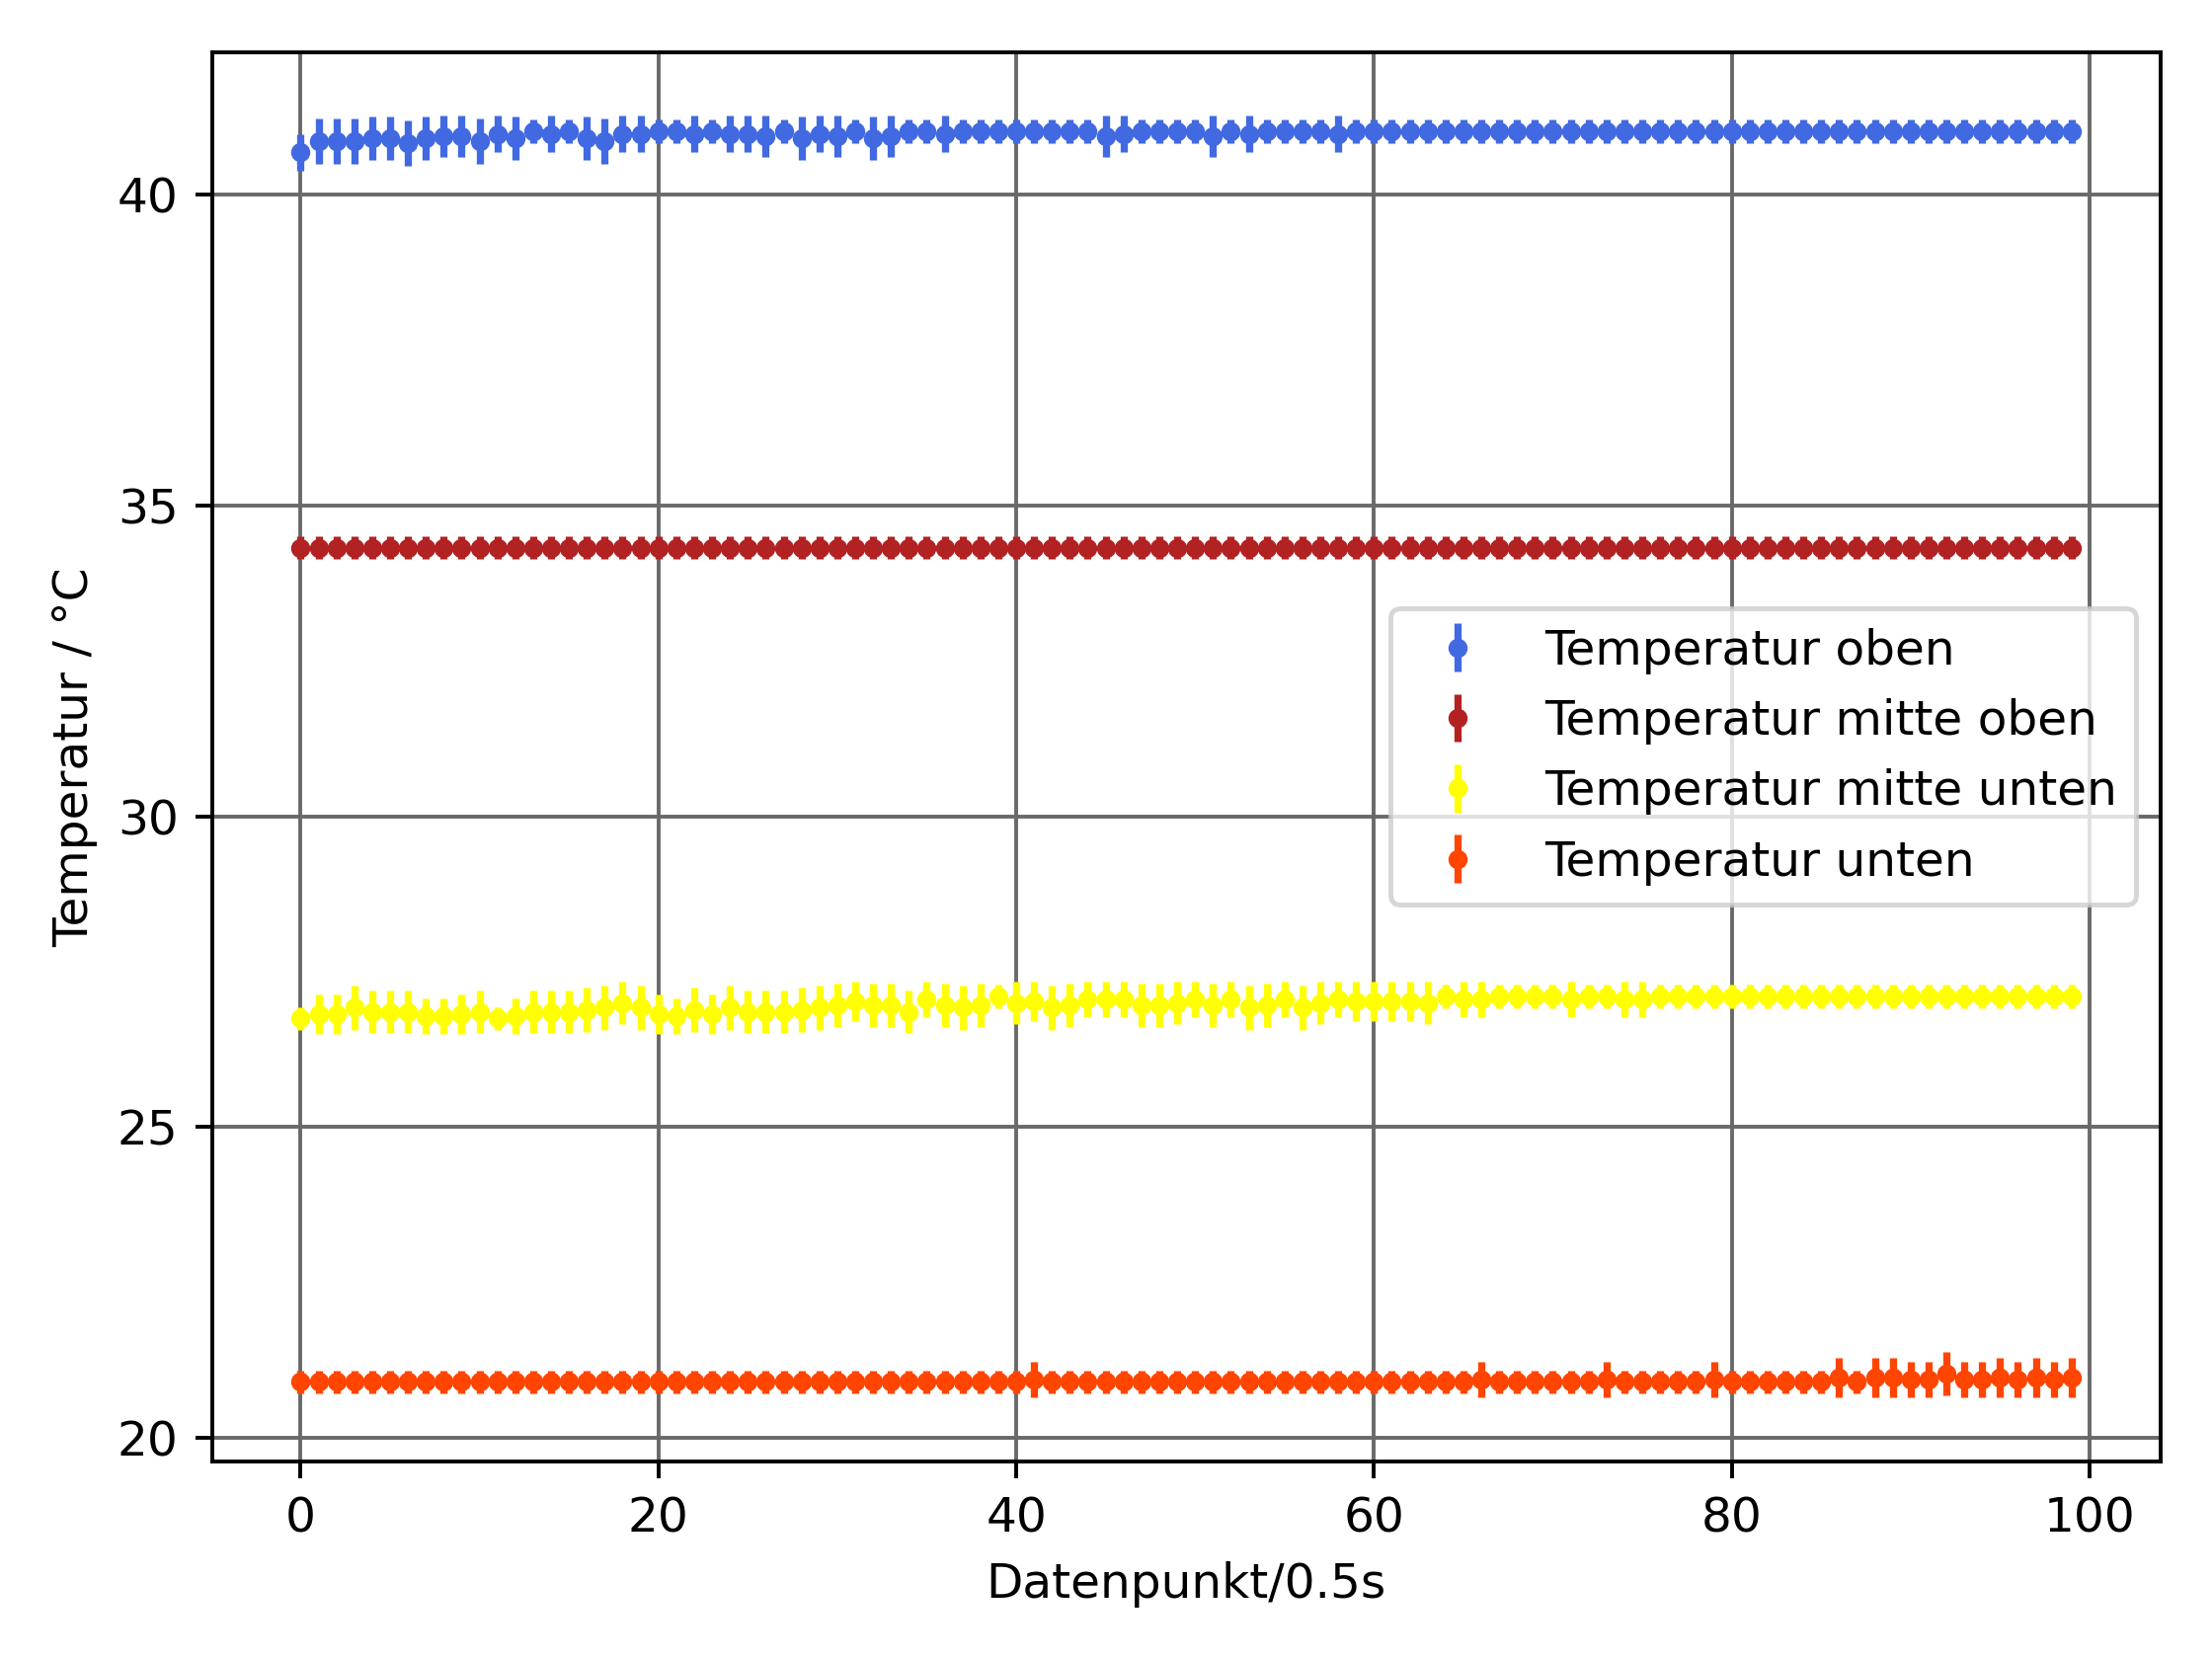 40
35
30
25
20
Temperatur / °C
Temperatur oben
Temperatur mitte oben
Temperatur mitte unten
Temperatur unten
0 20 40 60 80 100
Datenpunkt/0.5s